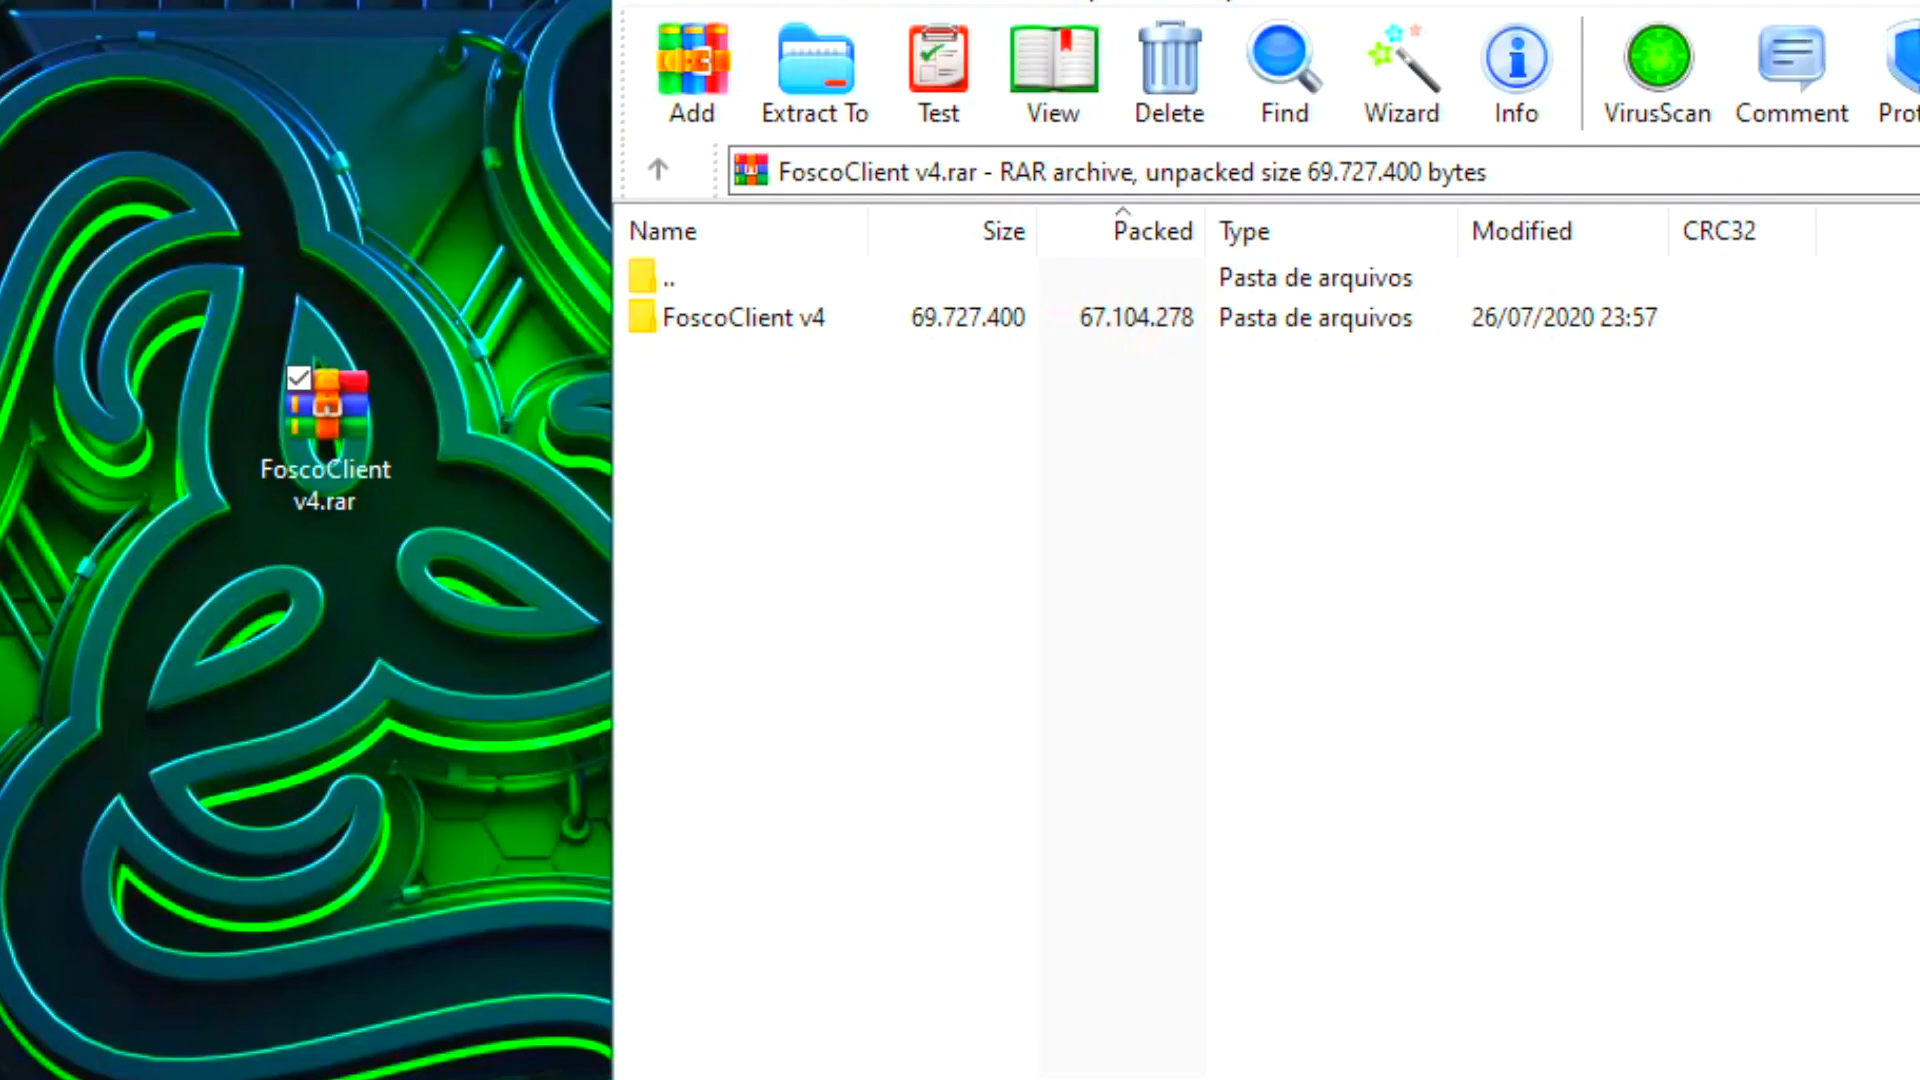 FoscoClient
v4.rar
Add Extract To Test View Delete Find Wizard Info VirusScan Comment
FoscoClient v4.rar - RAR archive, unpacked size 69.727.400 bytes
Name Size Packed Type Modified CRC32
.. Pasta de arquivos
FoscoClient v4 69.727.400 67.104.278 Pasta de arquivos 26/07/2020 23:57